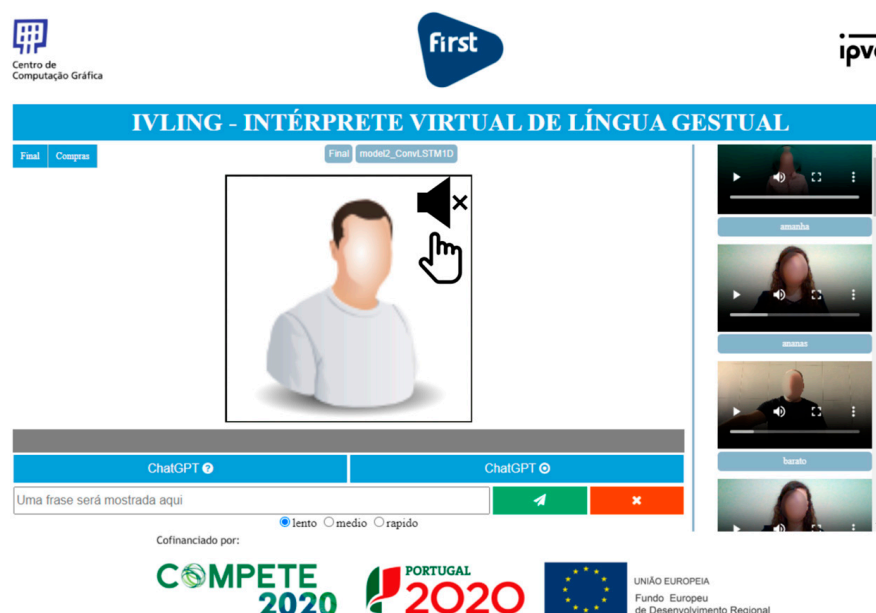 Centro de
Computação Gráfica
First
IVLING - INTÉRPRETE VIRTUAL DE LÍNGUA GESTUAL
Final Compras
Final model2_ConvLSTM1D
amanha
ananas
barato
ChatGPT ChatGPT
Uma frase será mostrada aqui
lento medio rapido
Cofinanciado por:
COMPETE
2020
PORTUGAL
2020
UNIÃO EUROPEIA
Fundo Europeu
de Desenvolvimento Regional